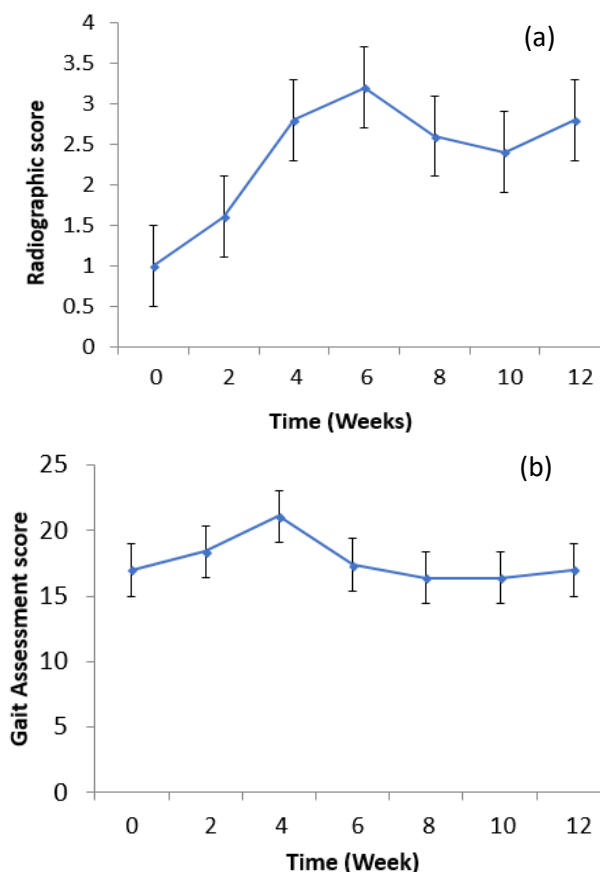 (a)
Radiographic score
4
3.5
3
2.5
2
1.5
1
0.5
0
0 2 4 6 8 10 12
Time (Weeks)
(b)
Gait Assessment score
25
20
15
10
5
0
0 2 4 6 8 10 12
Time (Week)